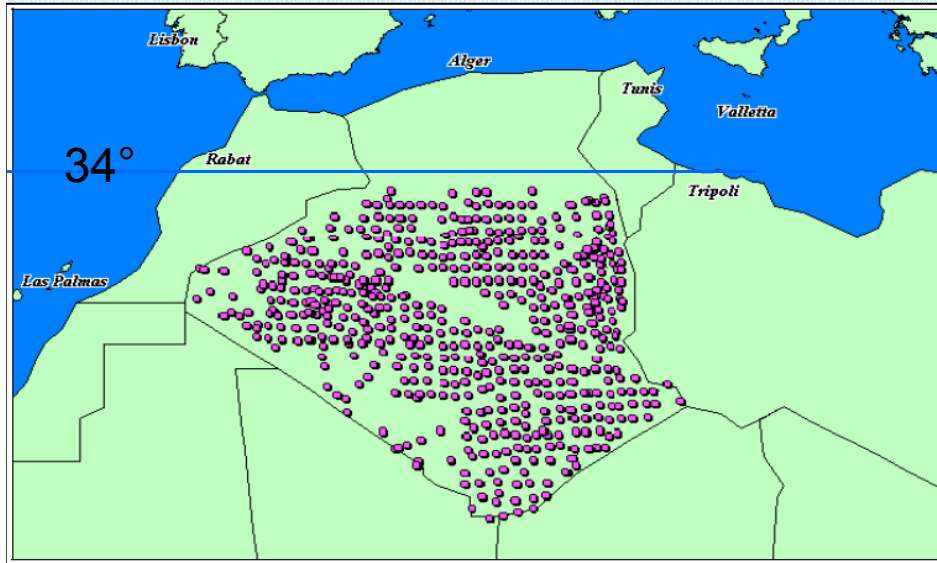 Lisbon
Alger
Tunis
Valletta
34°
Rabat
Tripoli
Las Palmas